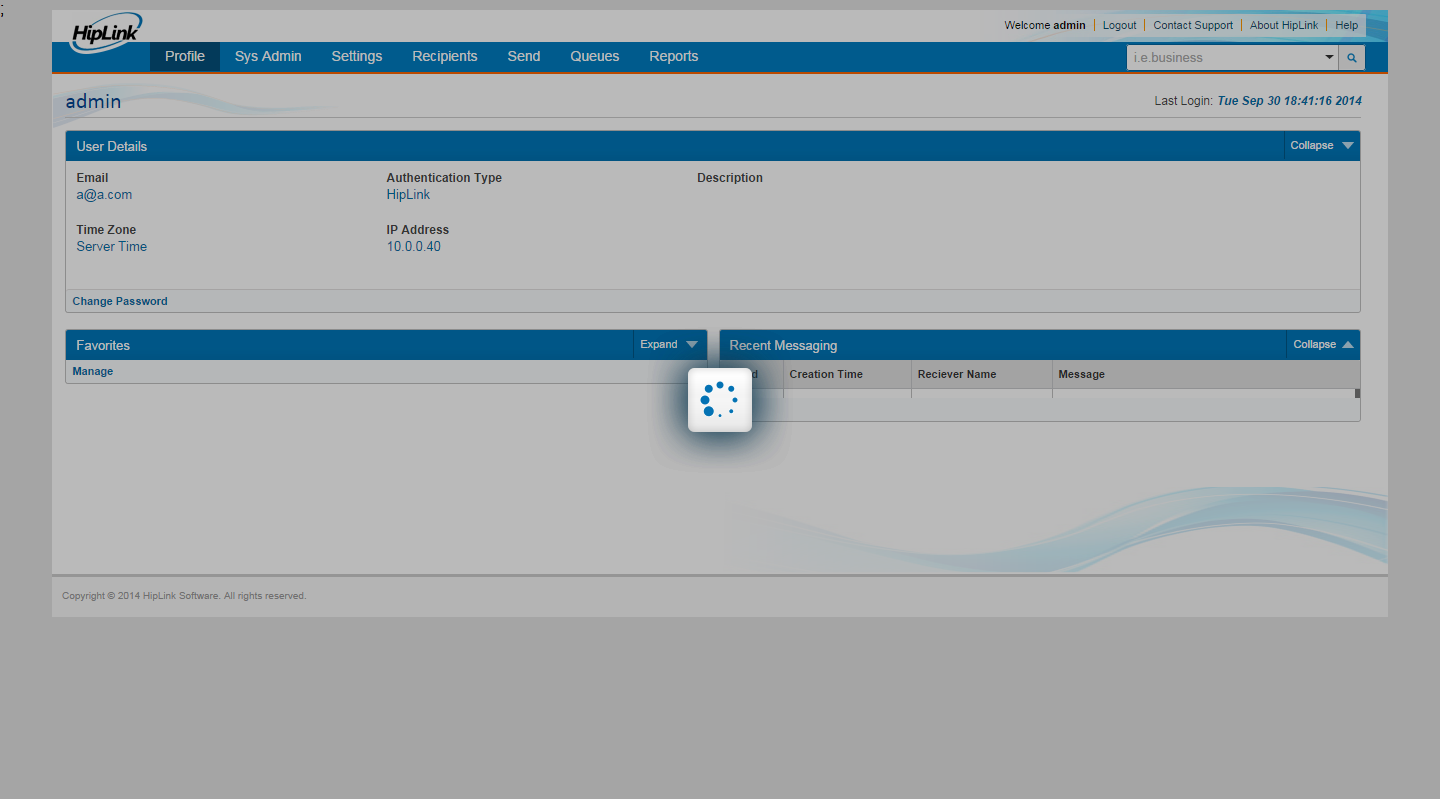 ;
HipLink
Welcome admin Logout Contact Support About HipLink Help
Profile Sys Admin Settings Recipients Send Queues Reports i.e.business
admin Last Login: Tue Sep 30 18:41:16 2014
User Details Collapse
Email Authentication Type Description
a@a.com HipLink
Time Zone IP Address
Server Time 10.0.0.40
Change Password
Favorites Expand Recent Messaging Collapse
Manage Creation Time Reciever Name Message
Copyright © 2014 HipLink Software. All rights reserved.